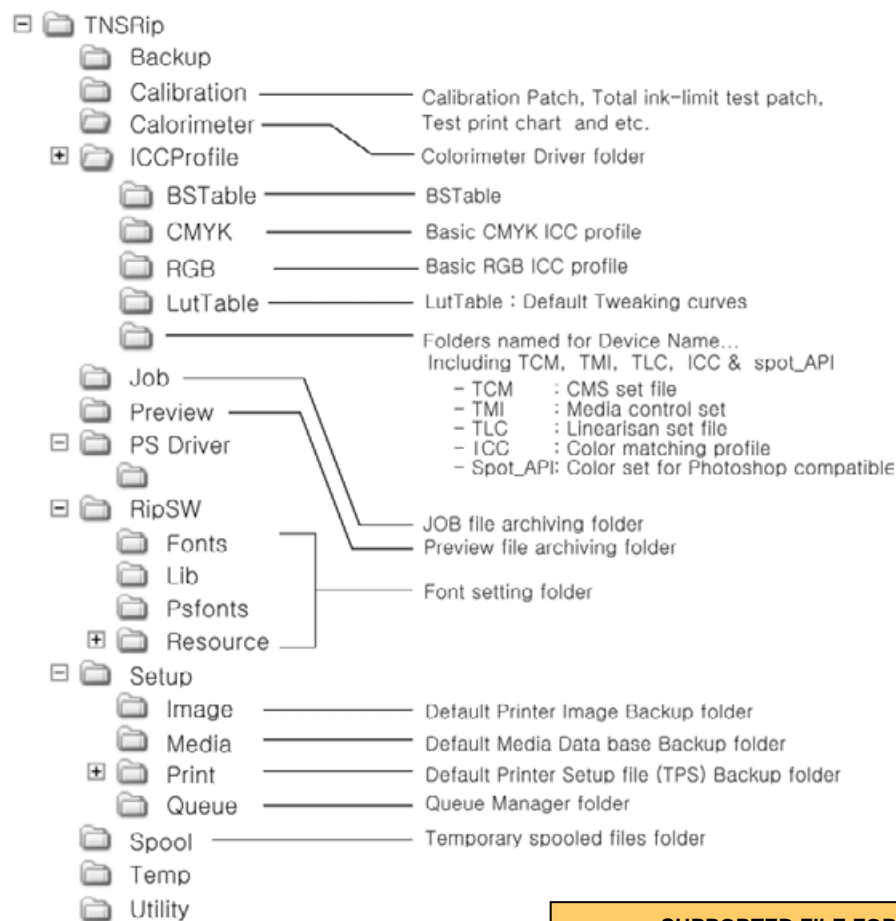 TNSRip
Backup
Calibration
Calibration Patch, Total ink-limit test patch,
Test print chart and etc.
Calorimeter
Colorimeter Driver folder
ICCProfile
BSTable
BSTable
CMYK
Basic CMYK ICC profile
RGB
Basic RGB ICC profile
LutTable
LutTable : Default Tweaking curves
Folders named for Device Name...
Including TCM, TMI, TLC, ICC & spot_API
- TCM : CMS set file
- TMI : Media control set
- TLC : Linearisan set file
- ICC : Color matching profile
- Spot_API: Color set for Photoshop compatible
Job
Preview
PS Driver
JOB file archiving folder
Preview file archiving folder
RipSW
Fonts
Lib
Psfonts
Resource
Font setting folder
Setup
Image
Default Printer Image Backup folder
Media
Default Media Data base Backup folder
Print
Default Printer Setup file (TPS) Backup folder
Queue
Queue Manager folder
Spool
Temporary spooled files folder
Temp
Utility